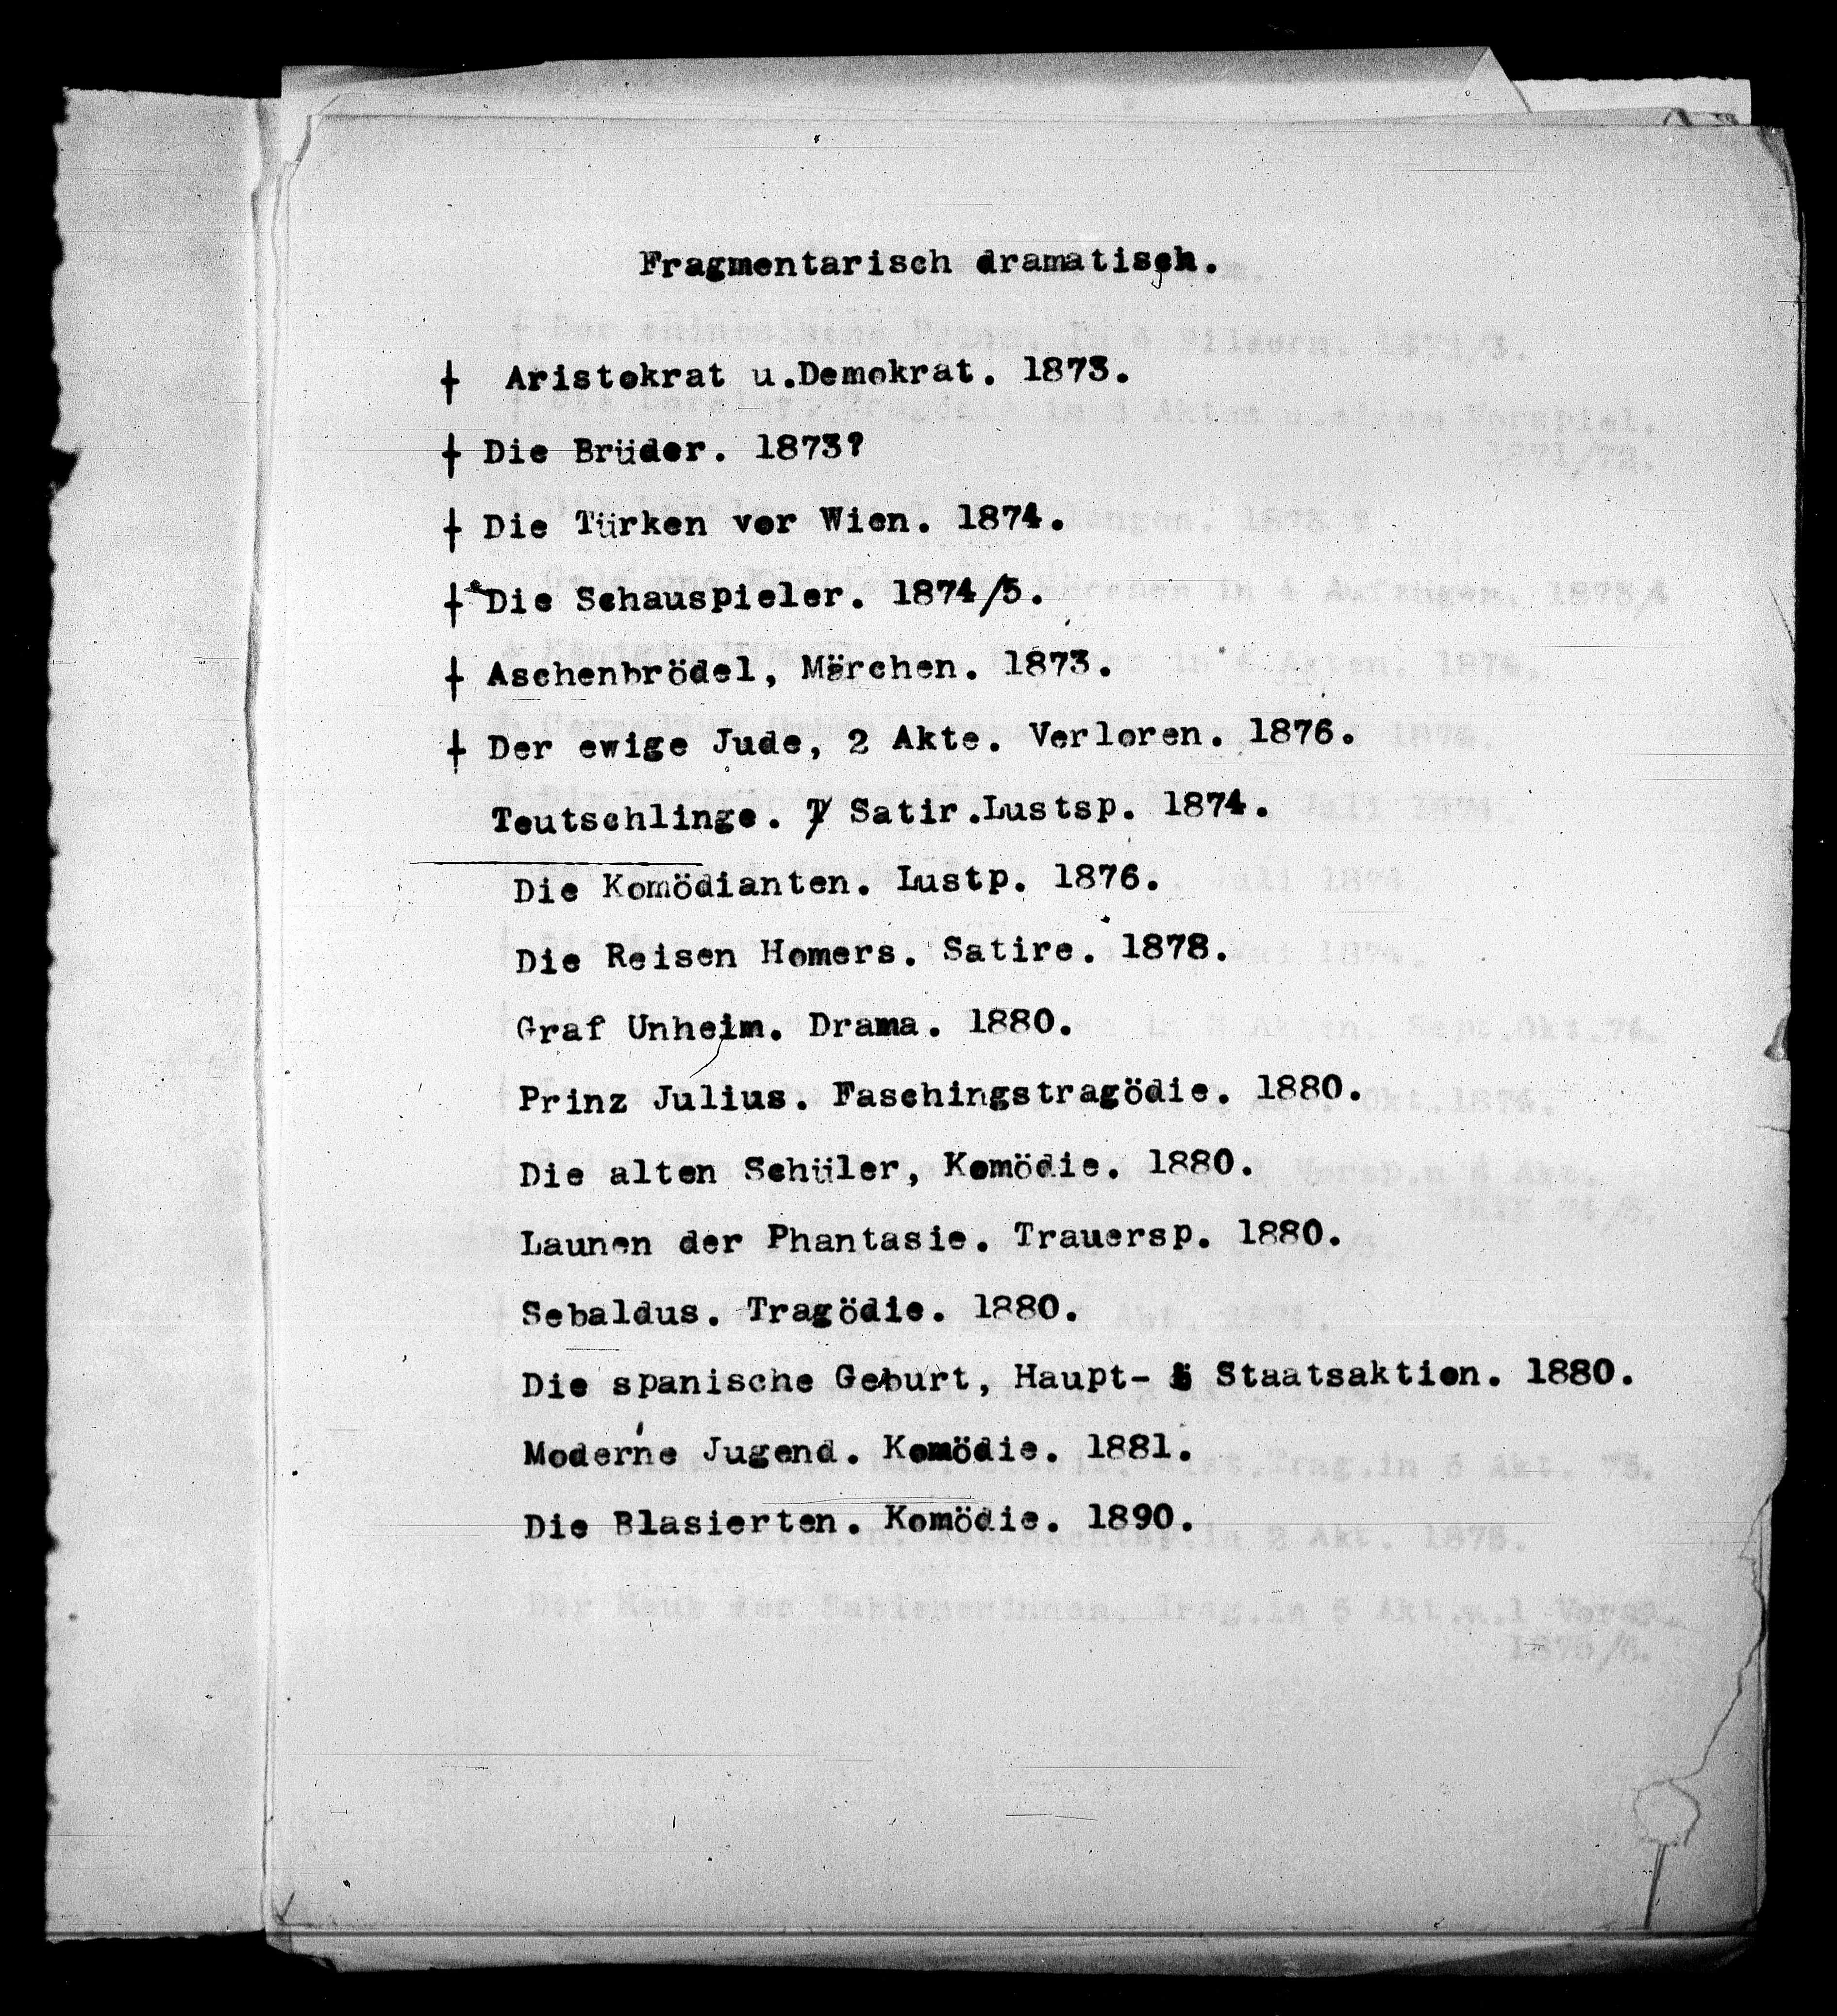 Fragmentarisch dramatisch.
† Aristokrat u.Demokrat. 1873.
† Die Brüder. 1873?
† Die Türken vor Wien. 1874.
† Die Schauspieler. 1874/5.
† Aschenbrödel, Märchen. 1873.
† Der ewige Jude, 2 Akte. Verloren. 1876.
Teutschlinge. Satir.Lustsp. 1874.
Die Komödianten. Lustp. 1876.
Die Reisen Homers. Satire. 1878.
Graf Unheim. Drama. 1880.
Prinz Julius. Faschingstragödie. 1880.
Die alten Schüler, Komödie. 1880.
Launen der Phantasie. Trauersp. 1880.
Sebaldus. Tragödie. 1880.
Die spanische Geburt, Haupt- Staatsaktion. 1880.
Moderne Jugend. Komödie. 1881.
Die Blasierten. Komödie. 1890.